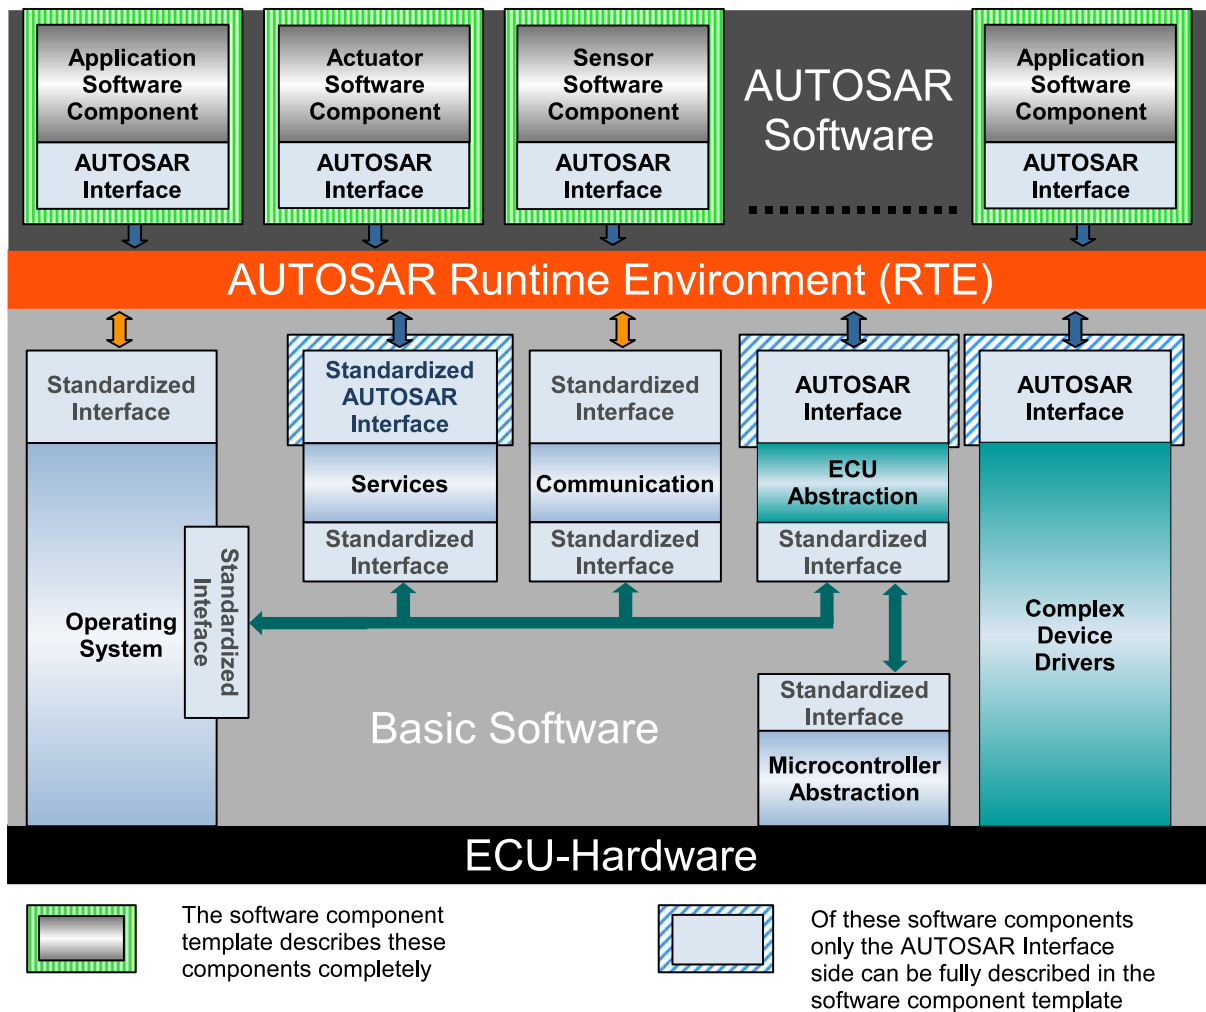 Application
Software
Component
AUTOSAR
Interface
Actuator
Software
Component
AUTOSAR
Interface
Sensor
Software
Component
AUTOSAR
Interface
AUTOSAR
Software
Application
Software
Component
AUTOSAR
Interface
AUTOSAR Runtime Environment (RTE)
Standardized
Interface
Operating
System
Standardized
Inteface
Standardized
AUTOSAR
Interface
Services
Standardized
Interface
Standardized
Interface
Communication
Standardized
Interface
AUTOSAR
Interface
ECU
Abstraction
Standardized
Interface
Standardized
Interface
Microcontroller
Abstraction
AUTOSAR
Interface
Complex
Device
Drivers
Basic Software
ECU-Hardware
The software component
template describes these
components completely
Of these software components
only the AUTOSAR Interface
side can be fully described in the
software component template